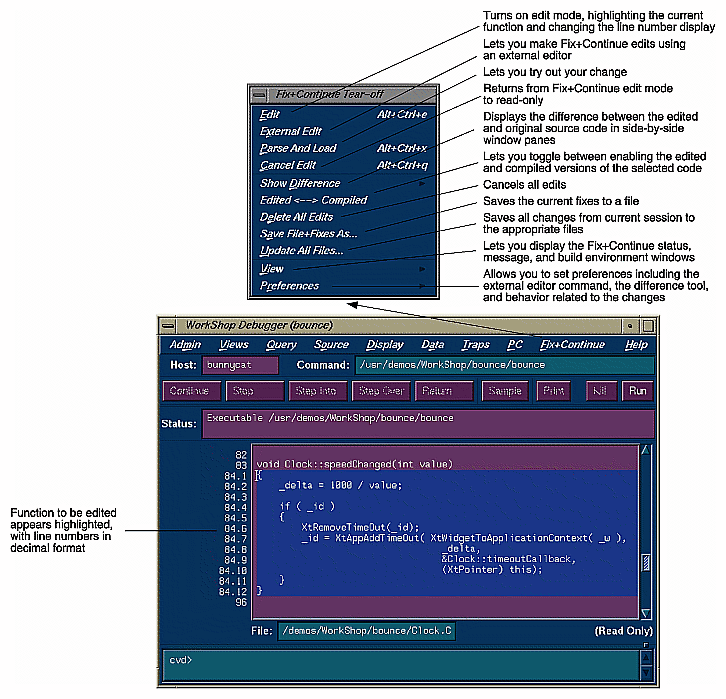 Turns on edit mode, highlighting the current
function and changing the line number display
Lets you make Fix+Continue edits using
an external editor
Lets you try out your change
Returns from Fix+Continue edit mode
to read-only
Displays the difference between the edited
and original source code in side-by-side
window panes
Lets you toggle between enabling the edited
and compiled versions of the selected code
Cancels all edits
Saves the current fixes to a file
Saves all changes from current session to
the appropriate files
Lets you display the Fix+Continue status,
message, and build environment windows
Allows you to set preferences including the
external editor command, the difference tool,
and behavior related to the changes
Fix+Continue Tear-off
Edit Alt+Ctrl+e
External Edit
Parse And Load Alt+Ctrl+x
Cancel Edit Alt+Ctrl+q
Show Difference
Edited <--> Compiled
Delete All Edits
Save File+Fixes As...
Update All Files...
View
Preferences
WorkShop Debugger (bounce)
Admin Views Query Source Display Data Traps PC Fix+Continue Help
Host: bunnycat Command: /usr/demos/WorkShop/bounce/bounce
Continue Stop Step Into Step Over Return Sample Print Kill Run
Status: Executable /usr/demos/WorkShop/bounce/bounce
82
83 void Clock::speedChanged(int value)
84.1 {
84.2 _delta = 1000 / value;
84.3
84.4 if ( _id )
84.5 {
84.6 XtRemoveTimeOut(_id);
84.7 _id = XtAppAddTimeOut( XtWidgetToApplicationContext( _w ),
84.8 _delta,
84.9 &Clock::timeoutCallback,
84.10 (XtPointer) this);
84.11 }
84.12 }
96
Function to be edited
appears highlighted,
with line numbers in
decimal format
File: /demos/WorkShop/bounce/Clock.C (Read Only)
cvd>